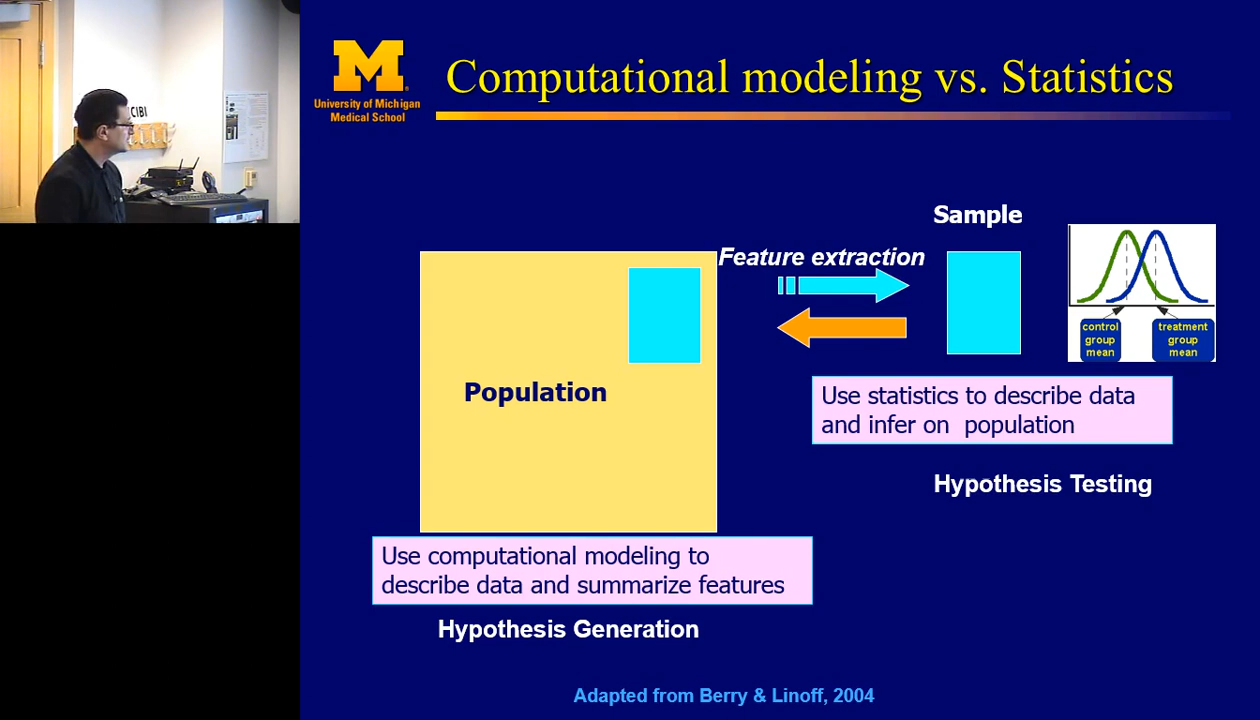 CIBI
University of Michigan
Medical School
Computational modeling vs. Statistics
Sample
Feature extraction
Population
control
group
mean
treatment
group
mean
Use statistics to describe data
and infer on population
Hypothesis Testing
Use computational modeling to
describe data and summarize features
Hypothesis Generation
Adapted from Berry & Linoff, 2004